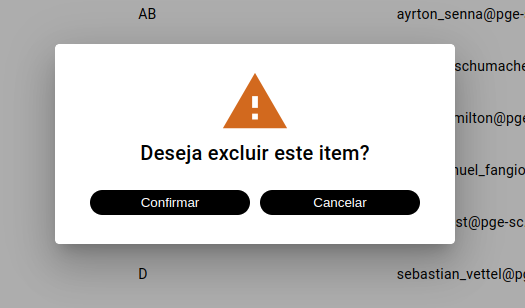 AB ayrton_senna@pge-
schumache
milton@pge
nuel_fangio
Deseja excluir este item?
Confirmar Cancelar
st@pge-sc.
D sebastian_vettel@pg